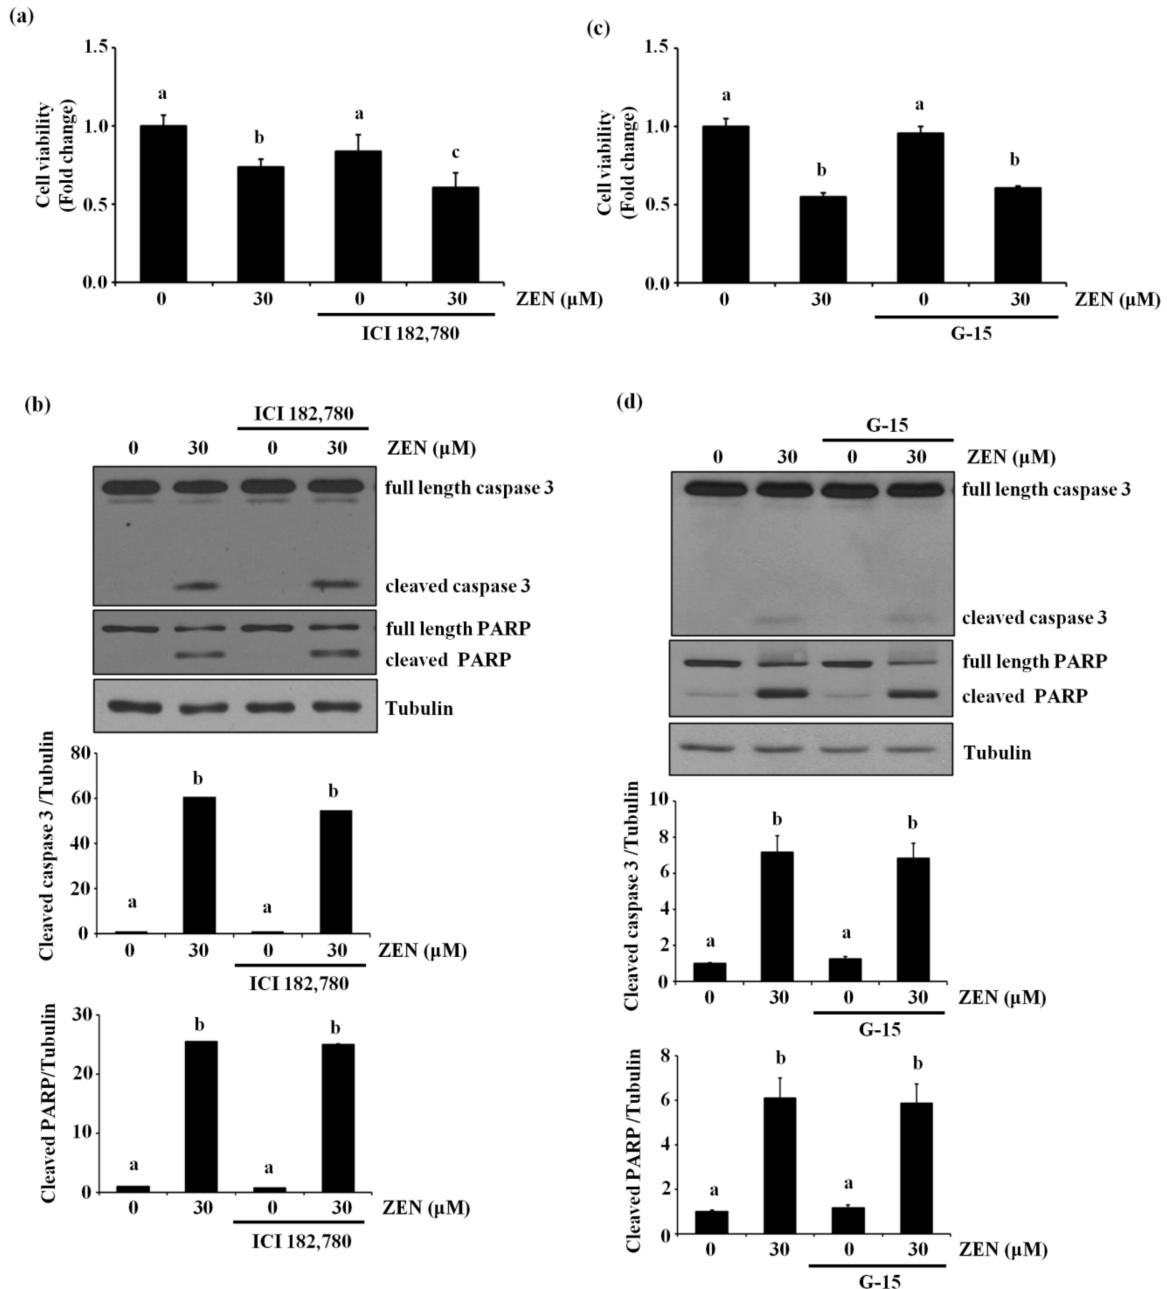 (a)
Cell viability
(Fold change)
1.5
1.0
0.5
0.0
a
b
a
c
0 30 0 30 ZEN (μM)
ICI 182,780
(c)
Cell viability
(Fold change)
1.5
1.0
0.5
0.0
a
b
a
b
0 30 0 30 ZEN (μM)
G-15
(b)
ICI 182,780
0 30 0 30 ZEN (μM)
full length caspase 3
cleaved caspase 3
full length PARP
cleaved PARP
Tubulin
Cleaved caspase 3 /Tubulin
80
60
40
20
0
a
b
a
b
0 30 0 30 ZEN (μM)
ICI 182,780
Cleaved PARP/Tubulin
30
20
10
0
a
b
a
b
0 30 0 30 ZEN (μM)
ICI 182,780
(d)
G-15
0 30 0 30 ZEN (μM)
full length caspase 3
cleaved caspase 3
full length PARP
cleaved PARP
Tubulin
Cleaved caspase 3 /Tubulin
10
8
6
4
2
0
a
b
a
b
0 30 0 30 ZEN (μM)
G-15
Cleaved PARP /Tubulin
8
6
4
2
0
a
b
a
b
0 30 0 30 ZEN (μM)
G-15